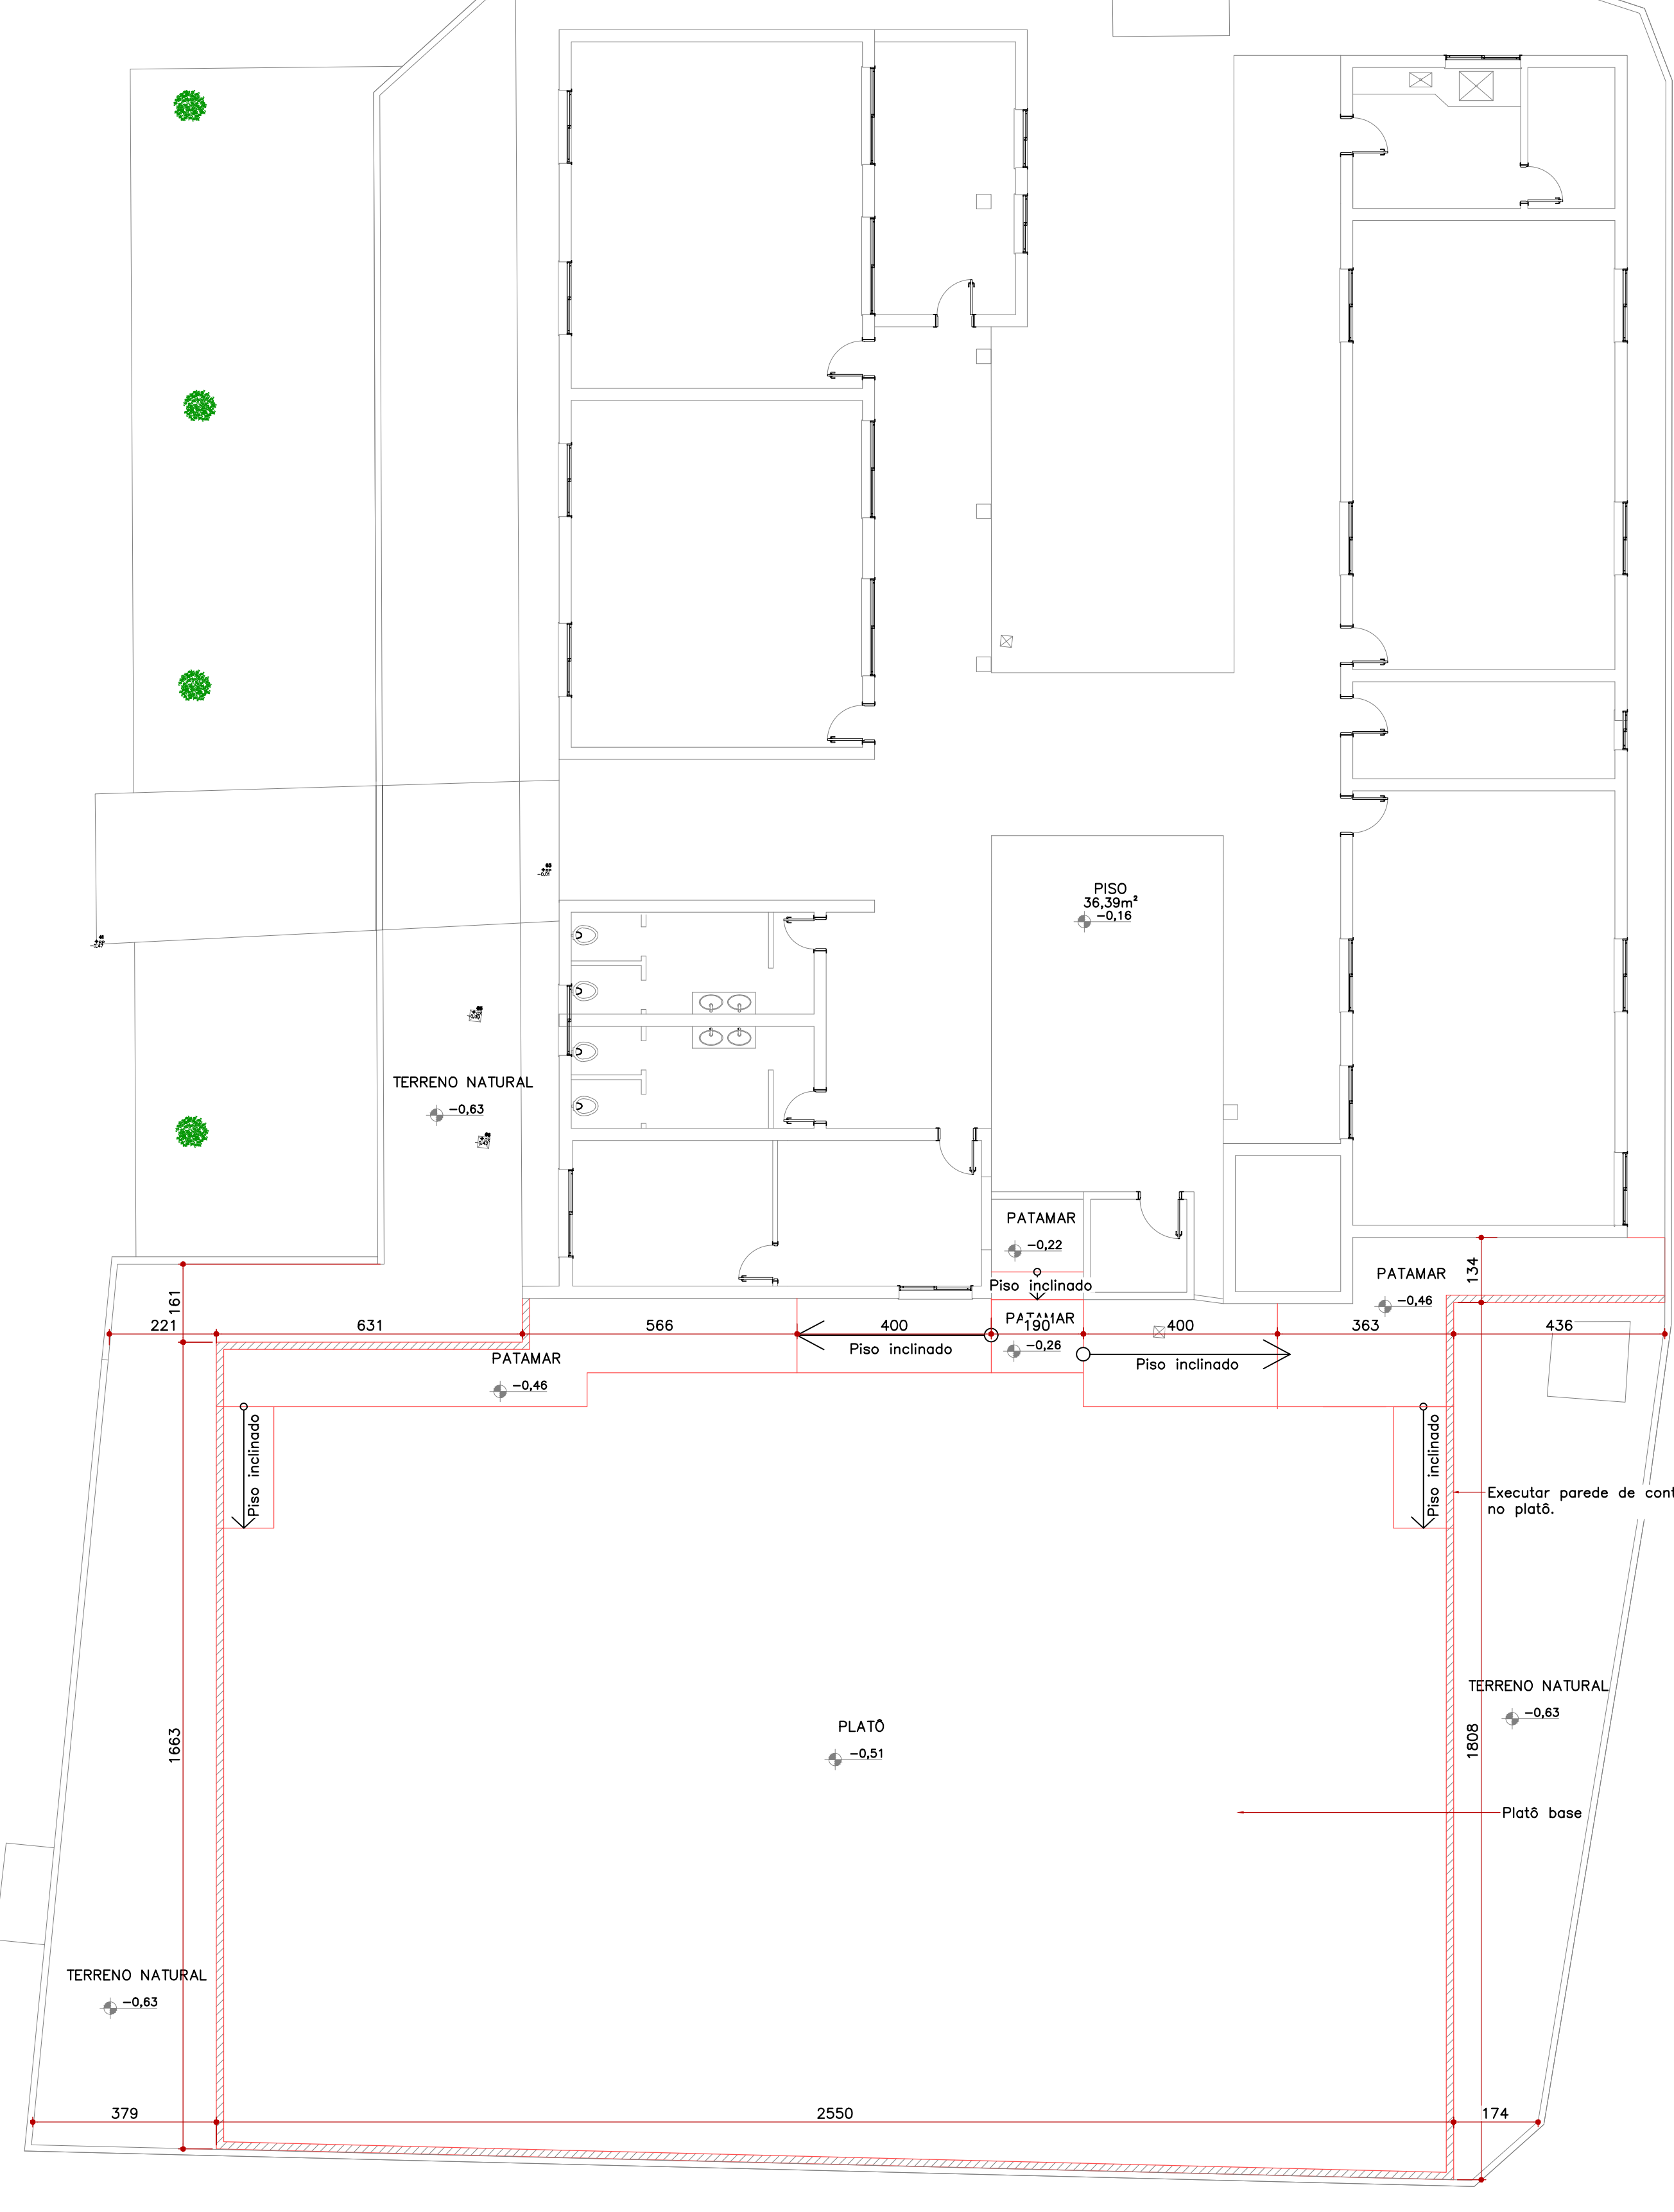 PISO
36,39m²
-0,16
TERRENO NATURAL
-0,63
PATAMAR
-0,22
Piso inclinado
PATAMAR
-0,46
134
161
221
631
566
400
190
400
363
436
PATAMAR
-0,26
Piso inclinado
Piso inclinado
PATAMAR
-0,46
Piso inclinado
Piso inclinado
Executar parede de cont
no platô.
TERRENO NATURAL
-0,63
PLATÔ
-0,51
1663
1808
Platô base
TERRENO NATURAL
-0,63
379
2550
174